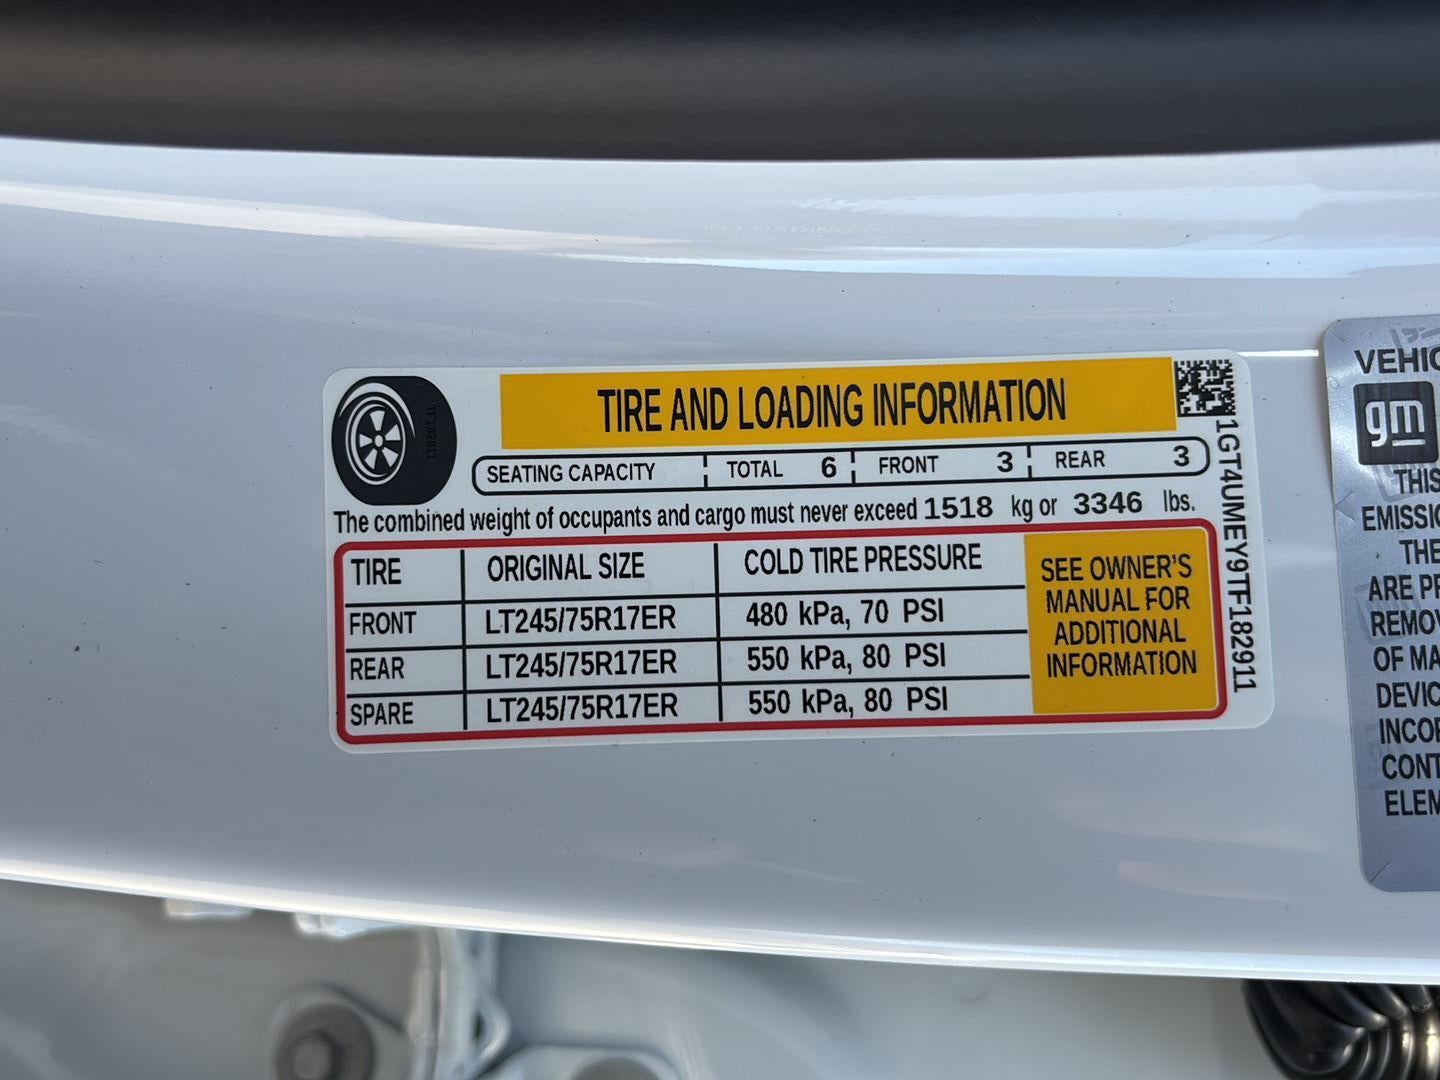 TIRE AND LOADING INFORMATION
SEATING CAPACITY TOTAL 6 FRONT 3 REAR 3
The combined weight of occupants and cargo must never exceed 1518 kg or 3346 lbs.
TIRE ORIGINAL SIZE COLD TIRE PRESSURE
FRONT LT245/75R17ER 480 kPa, 70 PSI
REAR LT245/75R17ER 550 kPa, 80 PSI
SPARE LT245/75R17ER 550 kPa, 80 PSI
SEE OWNER'S
MANUAL FOR
ADDITIONAL
INFORMATION
1GT4UMEY9TF182911
TF182911
VEHIC
gm
THIS
EMISSIO
THE
ARE PR
REMOV
OF MA
DEVIC
INCOR
CONT
ELEM